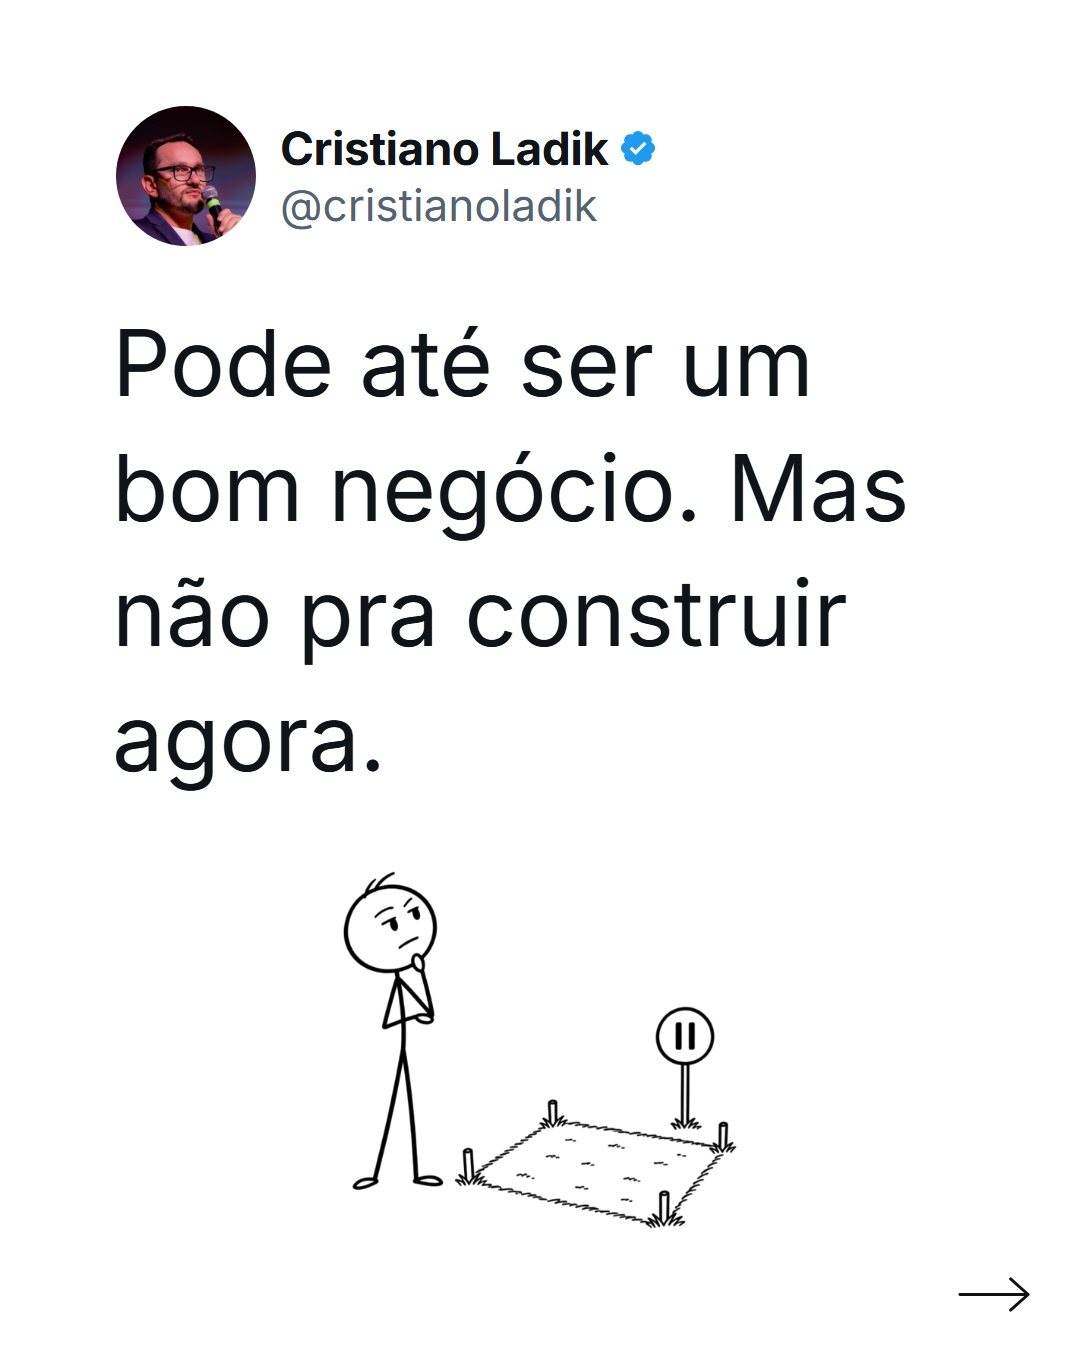 Cristiano Ladik
@cristianoladik
Pode até ser um
bom negócio. Mas
não pra construir
agora.